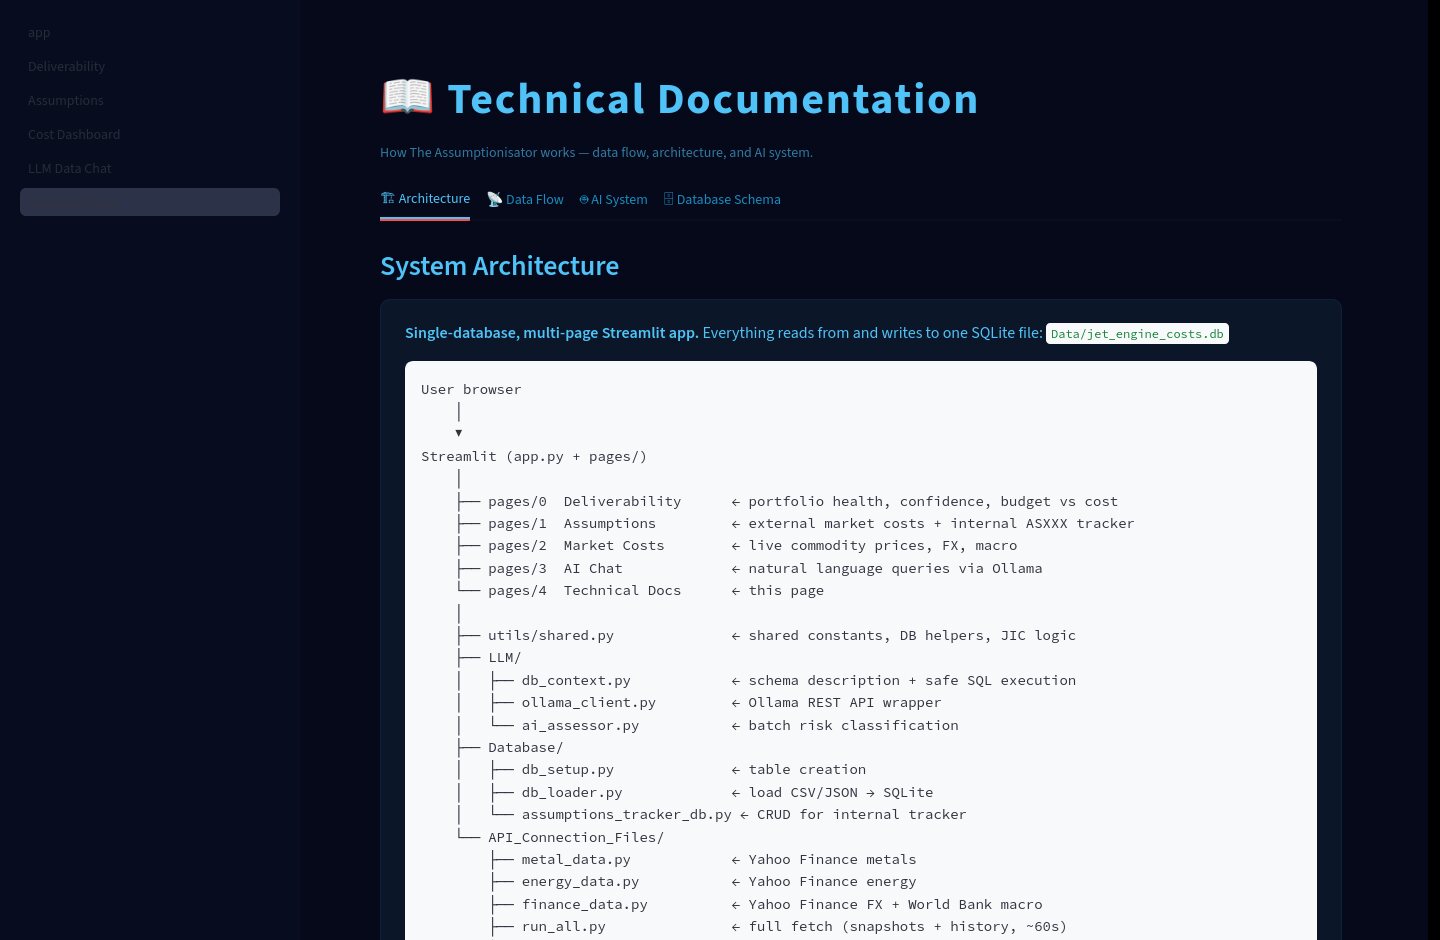 app
Deliverability
Assumptions
Cost Dashboard
LLM Data Chat
📖 Technical Documentation
How The Assumptionisator works — data flow, architecture, and AI system.
🏗 Architecture 📡 Data Flow AI System 🗄 Database Schema
System Architecture
Single-database, multi-page Streamlit app. Everything reads from and writes to one SQLite file: Data/jet_engine_costs.db
User browser
    │
    ▼
Streamlit (app.py + pages/)
    │
    ├── pages/0  Deliverability      ← portfolio health, confidence, budget vs cost
    ├── pages/1  Assumptions         ← external market costs + internal ASXXX tracker
    ├── pages/2  Market Costs        ← live commodity prices, FX, macro
    ├── pages/3  AI Chat             ← natural language queries via Ollama
    └── pages/4  Technical Docs      ← this page
    │
    ├── utils/shared.py              ← shared constants, DB helpers, JIC logic
    ├── LLM/
    │   ├── db_context.py            ← schema description + safe SQL execution
    │   ├── ollama_client.py         ← Ollama REST API wrapper
    │   └── ai_assessor.py           ← batch risk classification
    ├── Database/
    │   ├── db_setup.py              ← table creation
    │   ├── db_loader.py             ← load CSV/JSON → SQLite
    │   └── assumptions_tracker_db.py ← CRUD for internal tracker
    └── API_Connection_Files/
        ├── metal_data.py            ← Yahoo Finance metals
        ├── energy_data.py           ← Yahoo Finance energy
        ├── finance_data.py          ← Yahoo Finance FX + World Bank macro
        ├── run_all.py               ← full fetch (snapshots + history, ~60s)